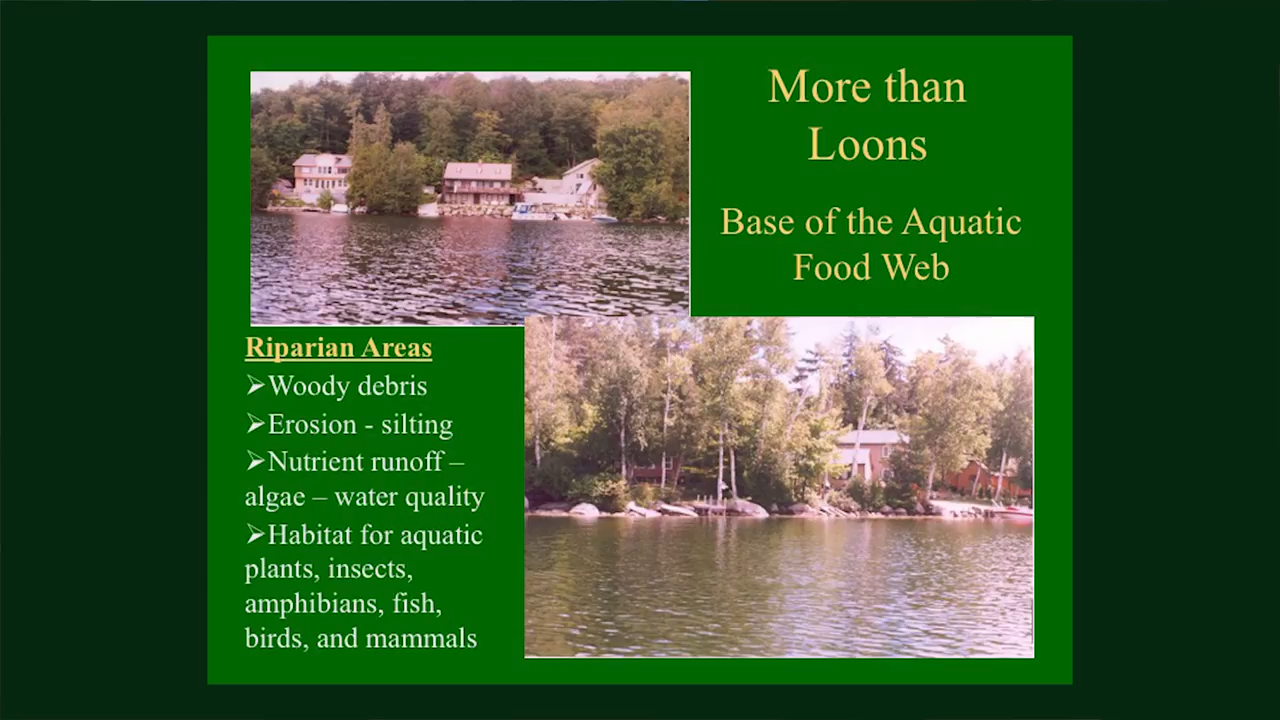 More than
Loons
Base of the Aquatic
Food Web
Riparian Areas
➢Woody debris
➢Erosion - silting
➢Nutrient runoff –
algae – water quality
➢Habitat for aquatic
plants, insects,
amphibians, fish,
birds, and mammals